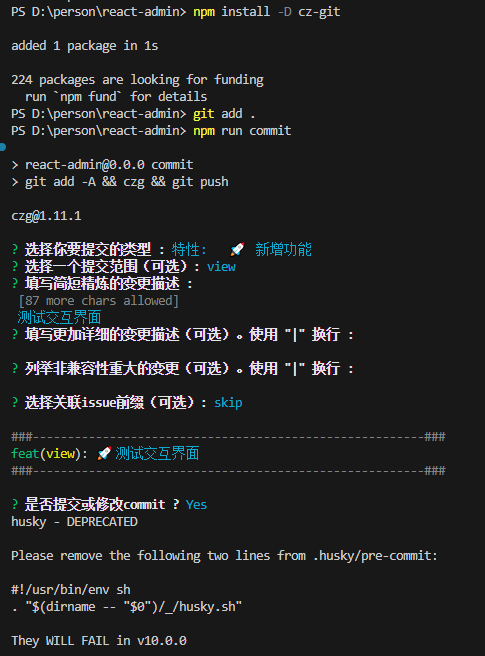 PS D:\person\react-admin> npm install -D cz-git
added 1 package in 1s
224 packages are looking for funding
run `npm fund` for details
PS D:\person\react-admin> git add .
PS D:\person\react-admin> npm run commit
> react-admin@0.0.0 commit
> git add -A && czg && git push
czg@1.11.1
? 选择你要提交的类型 : 特性: 🚀 新增功能
? 选择一个提交范围（可选）: view
? 填写简短精炼的变更描述 :
[87 more chars allowed]
测试交互界面
? 填写更加详细的变更描述（可选）。使用 "|" 换行 :
? 列举非兼容性重大的变更（可选）。使用 "|" 换行 :
? 选择关联issue前缀（可选）: skip
###--------------------------------------------------------###
feat(view): 🚀 测试交互界面
###--------------------------------------------------------###
? 是否提交或修改commit ? Yes
husky - DEPRECATED
Please remove the following two lines from .husky/pre-commit:
#!/usr/bin/env sh
. "$(dirname -- "$0")/_/husky.sh"
They WILL FAIL in v10.0.0